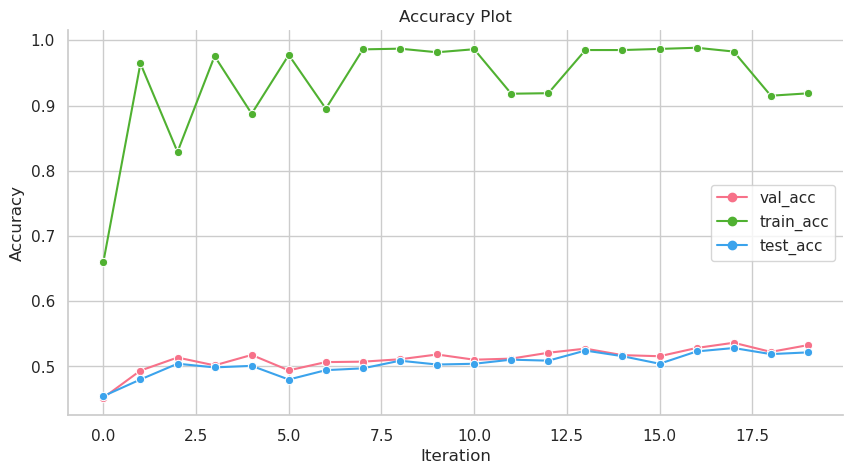 Accuracy Plot
1.0
0.9
0.8
0.7
0.6
0.5
Accuracy
val_acc
train_acc
test_acc
0.0 2.5 5.0 7.5 10.0 12.5 15.0 17.5
Iteration